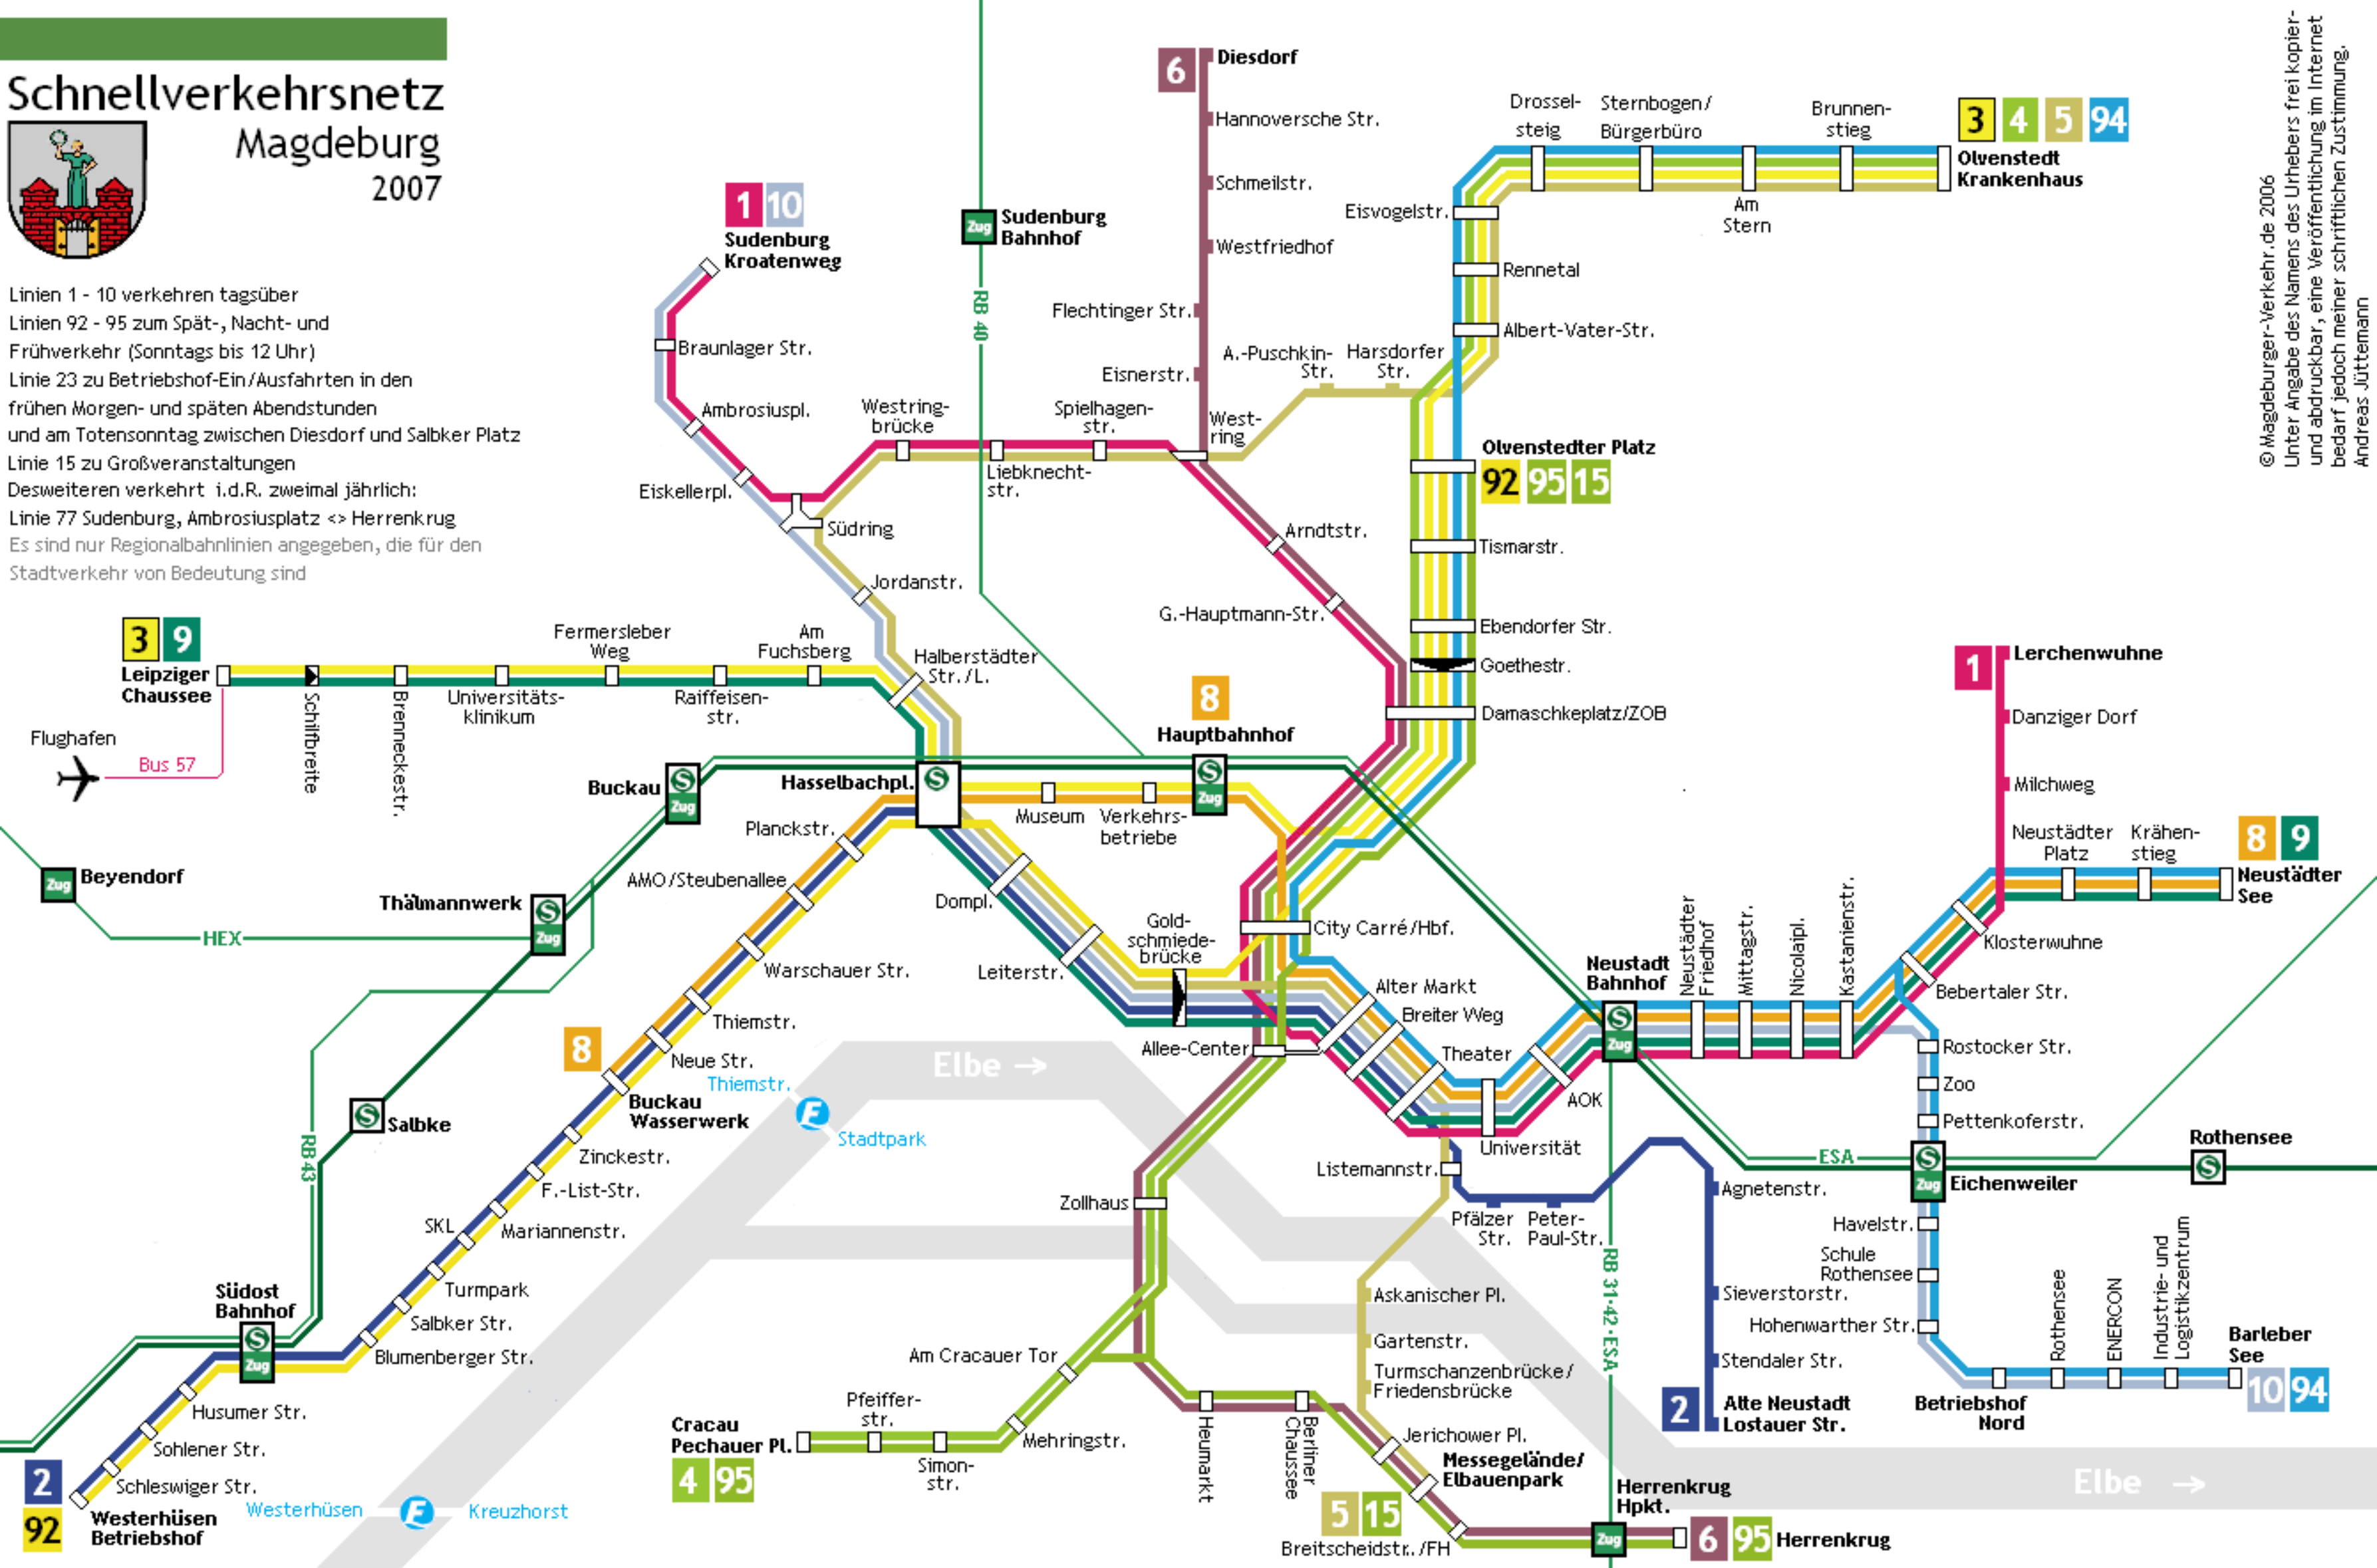 Schnellverkehrsnetz
Magdeburg
2007
Linien 1 - 10 verkehren tagsüber
Linien 92 - 95 zum Spät-, Nacht- und
Frühverkehr (Sonntags bis 12 Uhr)
Linie 23 zu Betriebshof-Ein/Ausfahrten in den
frühen Morgen- und späten Abendstunden
und am Totensonntag zwischen Diesdorf und Salbker Platz
Linie 15 zu Großveranstaltungen
Desweiteren verkehrt i.d.R. zweimal jährlich:
Linie 77 Sudenburg, Ambrosiusplatz <> Herrenkrug
Es sind nur Regionalbahnlinien angegeben, die für den
Stadtverkehr von Bedeutung sind
© Magdeburger-Verkehr.de 2006
Unter Angabe des Namens des Urhebers frei kopier-
und abdruckbar, eine Veröffentlichung im Internet
bedarf jedoch meiner schriftlichen Zustimmung.
Andreas Jüttemann
1 10
Sudenburg
Kroatenweg
Braunlager Str.
Ambrosiuspl.
Eiskellerpl.
Südring
Jordanstr.
Halberstädter
Str./L.
Westring-
brücke
Liebknecht-
str.
Spielhagen-
str.
West-
ring
Zug
Sudenburg
Bahnhof
RB 40
6
Diesdorf
Hannoversche Str.
Schmeilstr.
Westfriedhof
Flechtinger Str.
Eisnerstr.
A.-Puschkin-
Str.
Harsdorfer
Str.
Arndtstr.
G.-Hauptmann-Str.
Drossel-
steig
Sternbogen/
Bürgerbüro
Am
Stern
Brunnen-
stieg
3 4 5 94
Olvenstedt
Krankenhaus
Eisvogelstr.
Rennetal
Albert-Vater-Str.
Olvenstedter Platz
92 95 15
Tismarstr.
Ebendorfer Str.
Goethestr.
Damaschkeplatz/ZOB
3 9
Leipziger
Chaussee
Schilfbreite
Brenneckestr.
Universitäts-
klinikum
Fermersleber
Weg
Raiffeisen-
str.
Am
Fuchsberg
Flughafen
Bus 57
Zug
Beyendorf
HEX
S
Zug
Buckau
S
Zug
Thälmannwerk
S
Salbke
RB 43
S
Hasselbachpl.
Museum
Verkehrs-
betriebe
8
Hauptbahnhof
S
Zug
Planckstr.
AMO/Steubenallee
Warschauer Str.
Thiemstr.
Neue Str.
8
Buckau
Wasserwerk
Zinckestr.
F.-List-Str.
Mariannenstr.
SKL
Turmpark
Salbker Str.
Blumenberger Str.
Südost
Bahnhof
S
Zug
Husumer Str.
Sohlener Str.
Schleswiger Str.
2
92
Westerhüsen
Betriebshof
Westerhüsen
F
Kreuzhorst
Thiemstr.
F
Stadtpark
Elbe →
Dompl.
Leiterstr.
Gold-
schmiede-
brücke
City Carré/Hbf.
Alter Markt
Breiter Weg
Allee-Center
Theater
Universität
AOK
Listemannstr.
Pfälzer
Str.
Peter-
Paul-Str.
Agnetenstr.
Sieverstorstr.
Stendaler Str.
2
Alte Neustadt
Lostauer Str.
Zollhaus
Am Cracauer Tor
Mehringstr.
Simon-
str.
Pfeiffer-
str.
Cracau
Pechauer Pl.
4 95
Heumarkt
Berliner
Chaussee
Askanischer Pl.
Gartenstr.
Turmschanzenbrücke/
Friedensbrücke
Jerichower Pl.
Messegelände/
Elbauenpark
5 15
Breitscheidstr./FH
Herrenkrug
Hpkt.
Zug
6 95 Herrenkrug
RB 31·42·ESA
Neustadt
Bahnhof
S
Zug
Neustädter
Friedhof
Mittagstr.
Nicolaipl.
Kastanienstr.
Bebertaler Str.
Klosterwuhne
1
Lerchenwuhne
Danziger Dorf
Milchweg
Neustädter
Platz
Krähen-
stieg
8 9
Neustädter
See
Rostocker Str.
Zoo
Pettenkoferstr.
ESA
S
Zug
Eichenweiler
Rothensee
S
Havelstr.
Schule
Rothensee
Hohenwarther Str.
Betriebshof
Nord
Rothensee
ENERCON
Industrie- und
Logistikzentrum
Barleber
See
10 94
Elbe →